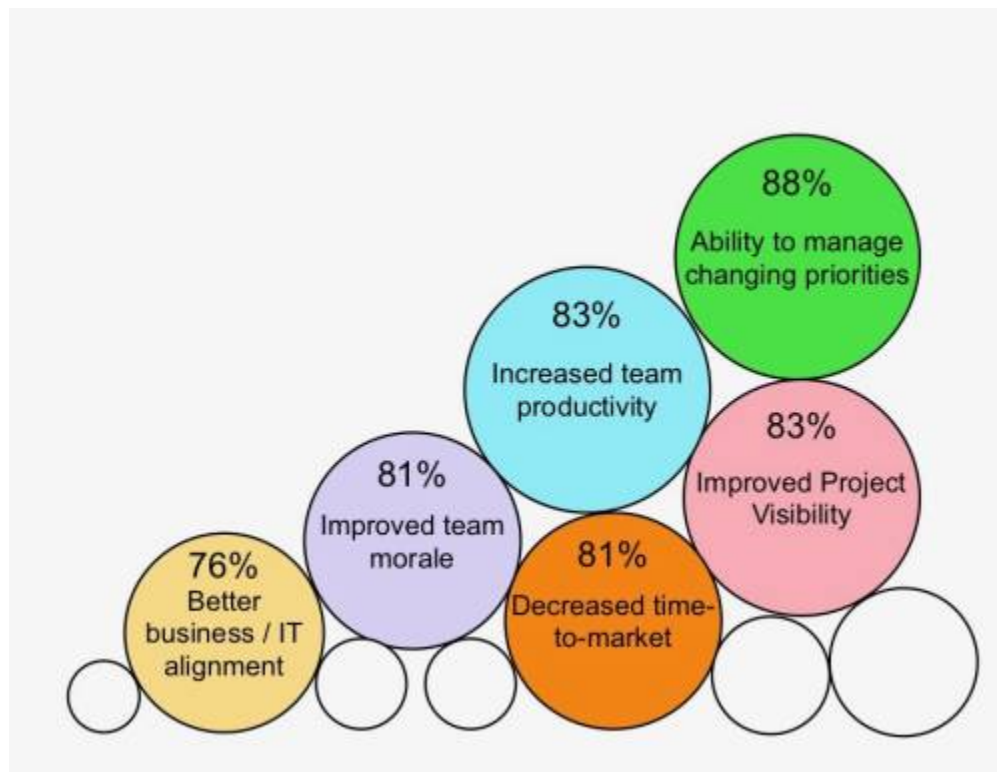 88%
Ability to manage
changing priorities
83%
Increased team
productivity
83%
Improved Project
Visibility
81%
Improved team
morale
81%
Decreased time-
to-market
76%
Better
business / IT
alignment